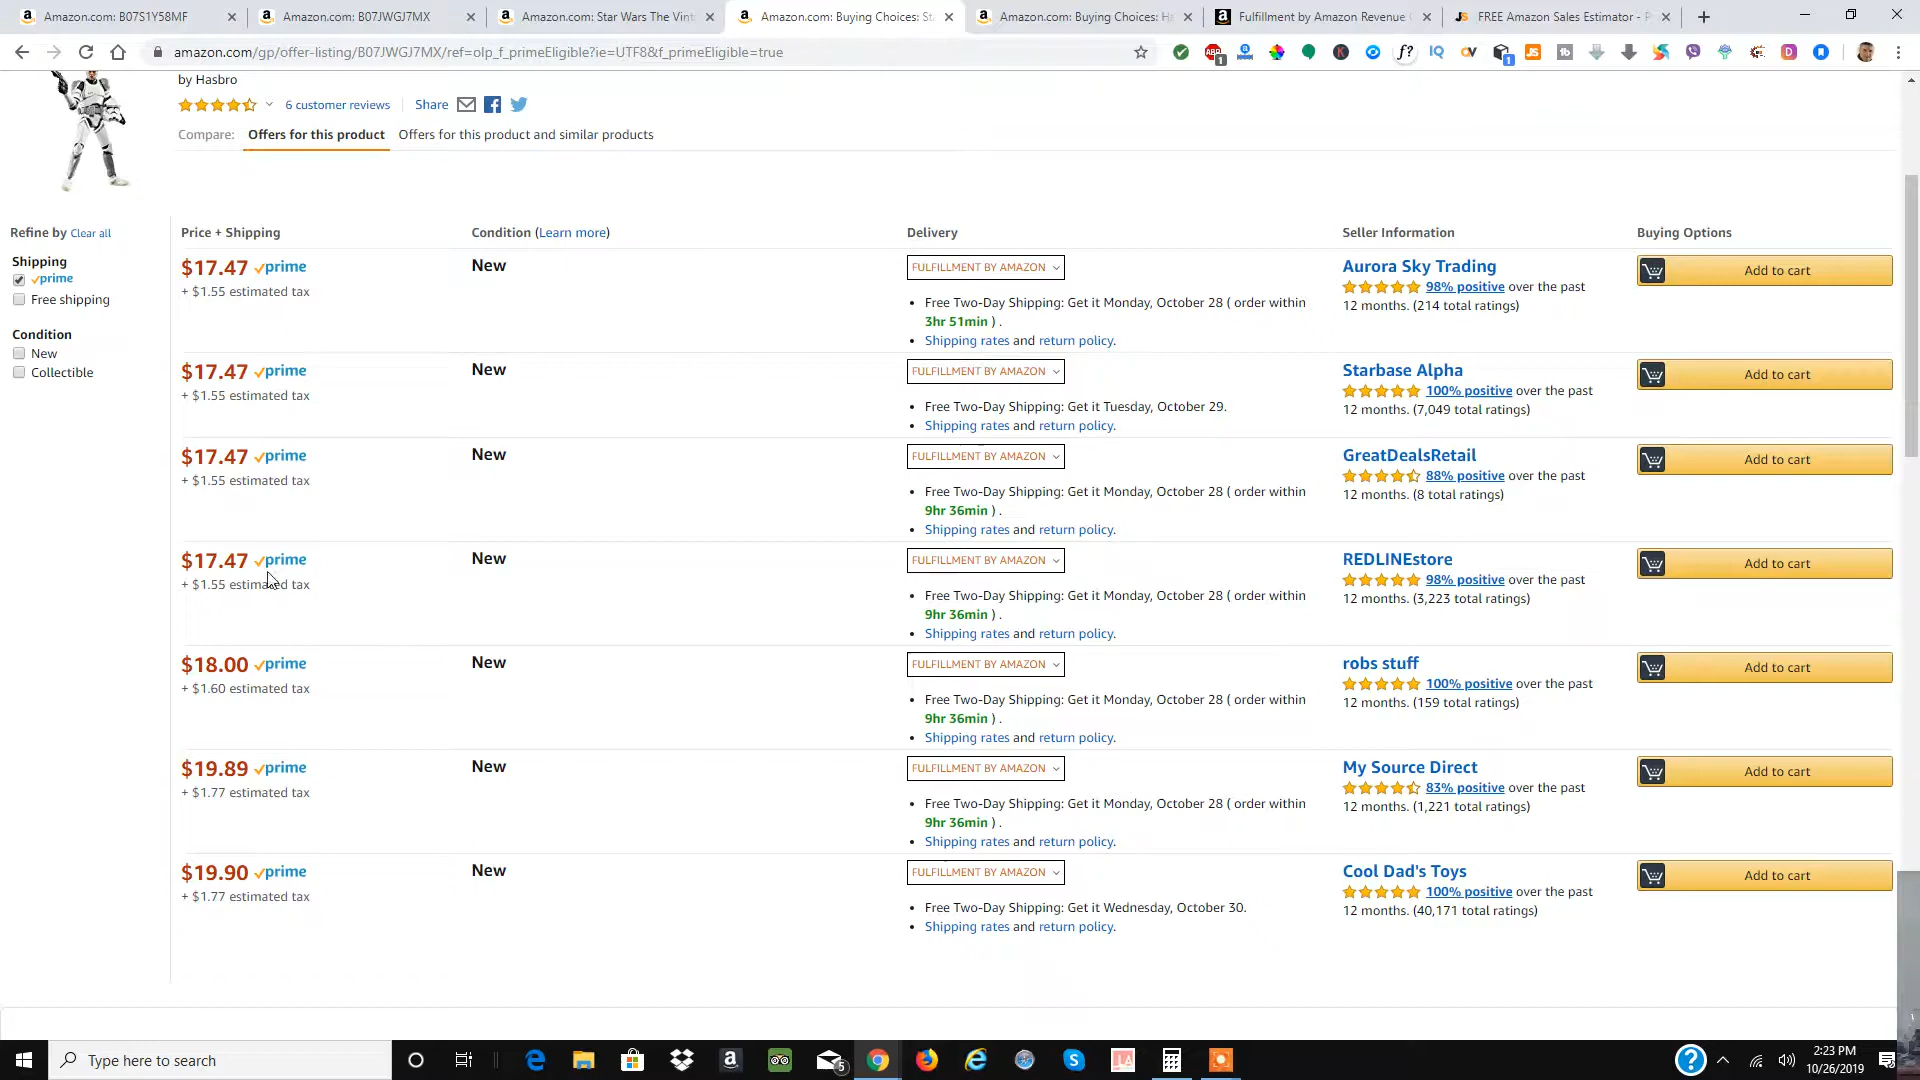 Amazon.com: B07S1Y58MF
Amazon.com: B07JWGJ7MX
Amazon.com: Star Wars The Vint
Amazon.com: Buying Choices: St
Amazon.com: Buying Choices: Ha
Fulfillment by Amazon Revenue
FREE Amazon Sales Estimator -
amazon.com/gp/offer-listing/B07JWGJ7MX/ref=olp_f_primeEligible?ie=UTF8&f_primeEligible=true
by Hasbro
6 customer reviews
Share
Compare: Offers for this product Offers for this product and similar products
Refine by Clear all
Shipping
prime
Free shipping
Condition
New
Collectible
Price + Shipping Condition (Learn more) Delivery Seller Information Buying Options
$17.47 prime New FULFILLMENT BY AMAZON Aurora Sky Trading Add to cart
+ $1.55 estimated tax
98% positive over the past
12 months. (214 total ratings)
• Free Two-Day Shipping: Get it Monday, October 28 ( order within
3hr 51min ) .
• Shipping rates and return policy.
$17.47 prime New FULFILLMENT BY AMAZON Starbase Alpha Add to cart
+ $1.55 estimated tax
100% positive over the past
12 months. (7,049 total ratings)
• Free Two-Day Shipping: Get it Tuesday, October 29.
• Shipping rates and return policy.
$17.47 prime New FULFILLMENT BY AMAZON GreatDealsRetail Add to cart
+ $1.55 estimated tax
88% positive over the past
12 months. (8 total ratings)
• Free Two-Day Shipping: Get it Monday, October 28 ( order within
9hr 36min ) .
• Shipping rates and return policy.
$17.47 prime New FULFILLMENT BY AMAZON REDLINEstore Add to cart
+ $1.55 estimated tax
98% positive over the past
12 months. (3,223 total ratings)
• Free Two-Day Shipping: Get it Monday, October 28 ( order within
9hr 36min ) .
• Shipping rates and return policy.
$18.00 prime New FULFILLMENT BY AMAZON robs stuff Add to cart
+ $1.60 estimated tax
100% positive over the past
12 months. (159 total ratings)
• Free Two-Day Shipping: Get it Monday, October 28 ( order within
9hr 36min ) .
• Shipping rates and return policy.
$19.89 prime New FULFILLMENT BY AMAZON My Source Direct Add to cart
+ $1.77 estimated tax
83% positive over the past
12 months. (1,221 total ratings)
• Free Two-Day Shipping: Get it Monday, October 28 ( order within
9hr 36min ) .
• Shipping rates and return policy.
$19.90 prime New FULFILLMENT BY AMAZON Cool Dad's Toys Add to cart
+ $1.77 estimated tax
100% positive over the past
12 months. (40,171 total ratings)
• Free Two-Day Shipping: Get it Wednesday, October 30.
• Shipping rates and return policy.
Type here to search
2:23 PM
10/26/2019